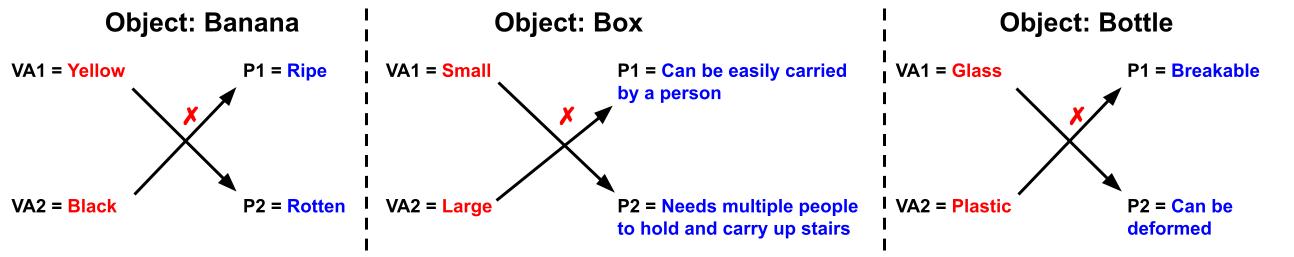 Object: Banana
VA1 = Yellow
P1 = Ripe
✗
VA2 = Black
P2 = Rotten
Object: Box
VA1 = Small
P1 = Can be easily carried
by a person
✗
VA2 = Large
P2 = Needs multiple people
to hold and carry up stairs
Object: Bottle
VA1 = Glass
P1 = Breakable
✗
VA2 = Plastic
P2 = Can be
deformed